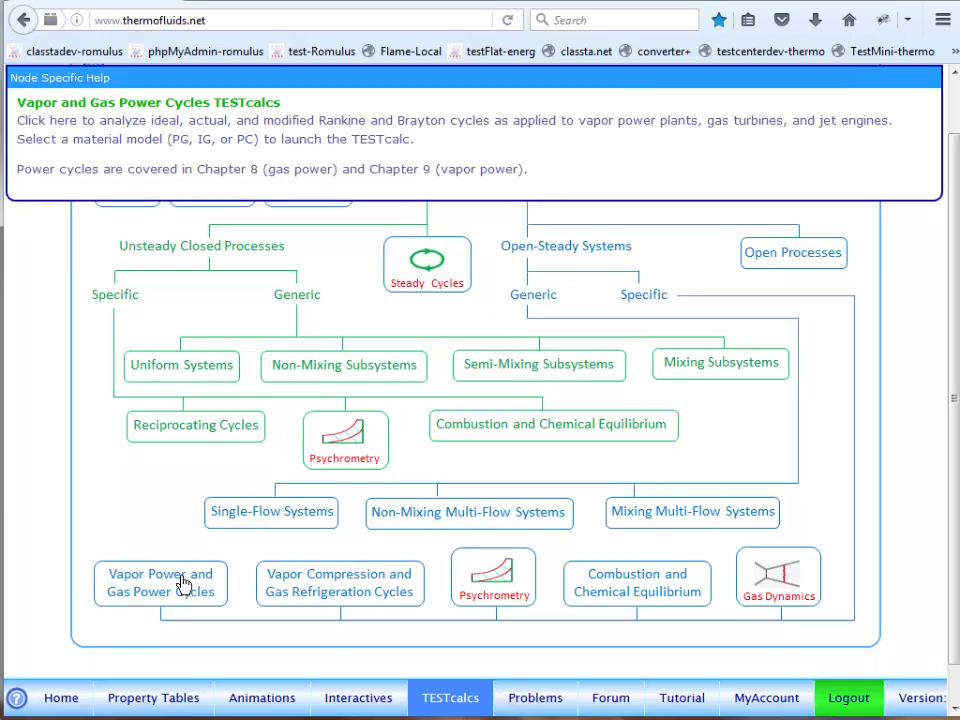 www.thermofluids.net
Search
classtadev-romulus phpMyAdmin-romulus test-Romulus Flame-Local testFlat-energ classta.net converter+ testcenterdev-thermo TestMini-thermo »
Node Specific Help
Vapor and Gas Power Cycles TESTcalcs
Click here to analyze ideal, actual, and modified Rankine and Brayton cycles as applied to vapor power plants, gas turbines, and jet engines.
Select a material model (PG, IG, or PC) to launch the TESTcalc.
Power cycles are covered in Chapter 8 (gas power) and Chapter 9 (vapor power).
Unsteady Closed Processes
Open-Steady Systems
Open Processes
Steady Cycles
Specific
Generic
Generic
Specific
Uniform Systems
Non-Mixing Subsystems
Semi-Mixing Subsystems
Mixing Subsystems
Reciprocating Cycles
Psychrometry
Combustion and Chemical Equilibrium
Single-Flow Systems
Non-Mixing Multi-Flow Systems
Mixing Multi-Flow Systems
Vapor Power and
Gas Power Cycles
Vapor Compression and
Gas Refrigeration Cycles
Psychrometry
Combustion and
Chemical Equilibrium
Gas Dynamics
? Home Property Tables Animations Interactives TESTcalcs Problems Forum Tutorial MyAccount Logout Version: